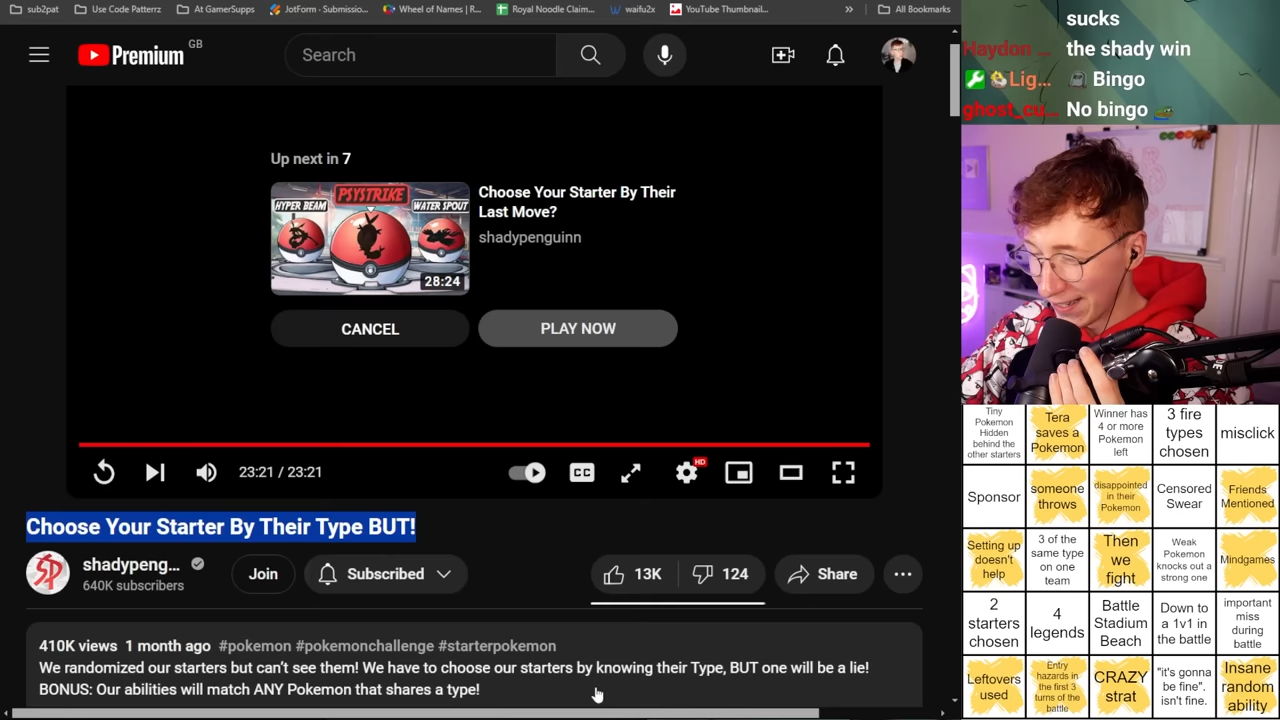 sub2pat
Use Code Patterrz
At GamerSupps
JotForm - Submissio...
Wheel of Names | R...
Royal Noodle Claim...
waifu2x
YouTube Thumbnail...
»
All Bookmarks
Premium
GB
Search
Up next in 7
HYPER BEAM
PSYSTRIKE
WATER SPOUT
28:24
Choose Your Starter By Their
Last Move?
shadypenguinn
CANCEL
PLAY NOW
23:21 / 23:21
CC
HD
Choose Your Starter By Their Type BUT!
SP
shadypeng...
640K subscribers
Join
Subscribed
13K
124
Share
410K views 1 month ago #pokemon #pokemonchallenge #starterpokemon
We randomized our starters but can't see them! We have to choose our starters by knowing their Type, BUT one will be a lie!
BONUS: Our abilities will match ANY Pokemon that shares a type!
sucks
Haydon ... the shady win
Lig... Bingo
ghost_cu... No bingo
Tiny
Pokemon
Hidden
behind the
other starters
Tera
saves a
Pokemon
Winner has
4 or more
Pokemon
left
3 fire
types
chosen
misclick
Sponsor
someone
throws
disappointed
in their
Pokemon
Censored
Swear
Friends
Mentioned
Setting up
doesn't
help
3 of the
same type
on one
team
Then
we
fight
Weak
Pokemon
knocks out a
strong one
Mindgames
2
starters
chosen
4
legends
Battle
Stadium
Beach
Down to
a 1v1 in
the battle
important
miss
during
battle
Leftovers
used
Entry
hazards in
the first 3
turns of the
battle
CRAZY
strat
"it's gonna
be fine".
isn't fine.
Insane
random
ability